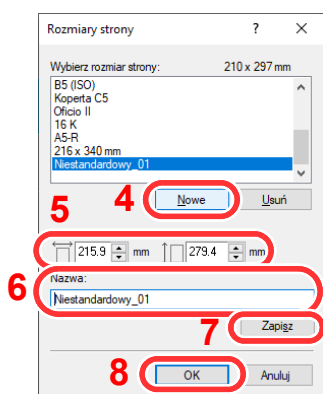 Rozmiary strony ? ×
Wybierz rozmiar strony: 210 x 297 mm
B5 (ISO)
Koperta C5
Oficio II
16 K
A5-R
216 x 340 mm
Niestandardowy_01
4 Nowe Usuń
5
215.9 mm 279.4 mm
6 Nazwa:
Niestandardowy_01
7 Zapisz
8 OK Anuluj